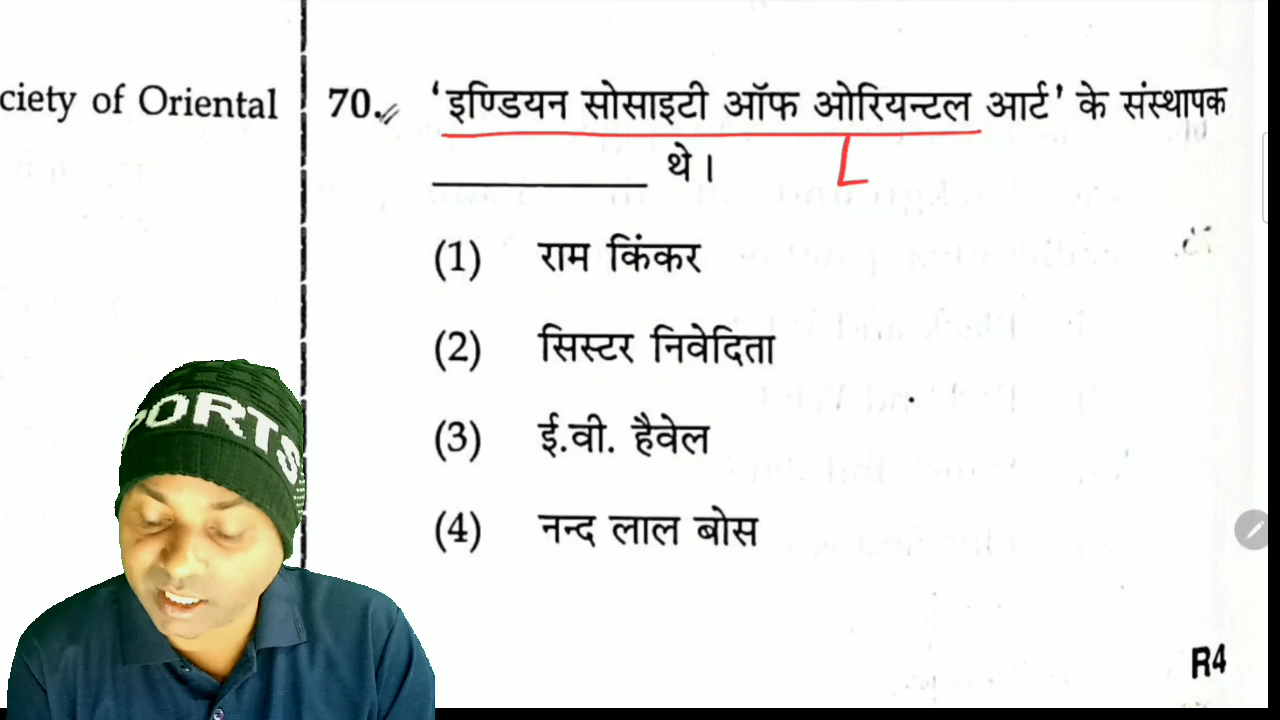 ciety of Oriental
70. 'इण्डियन सोसाइटी ऑफ ओरियन्टल आर्ट' के संस्थापक
__________ थे।
(1) राम किंकर
(2) सिस्टर निवेदिता
(3) ई.वी. हैवेल
(4) नन्द लाल बोस
PORTS
R4